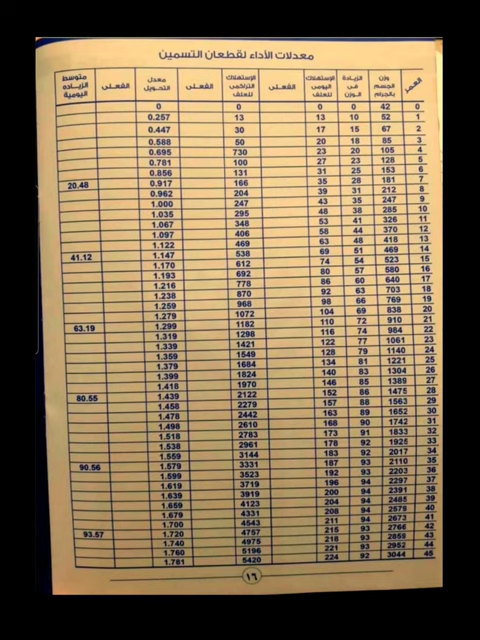 معدلات الأداء لقطعان التسمين
العمر وزن الجسم بالجرام الزيادة فى الوزن الإستهلاك اليومى للعلف الفعلى الإستهلاك التراكمى للعلف الفعلى معدل التحويل الفعلى متوسط الزياده اليومية
0 42 0 0 0 0
1 52 10 13 13 0.257
2 67 15 17 30 0.447
3 85 18 20 50 0.588
4 105 20 23 730 0.695
5 128 23 27 100 0.781
6 153 25 31 131 0.856
7 181 28 35 166 0.917 20.48
8 212 31 39 204 0.962
9 247 35 43 247 1.000
10 285 38 48 295 1.035
11 326 41 53 348 1.067
12 370 44 58 406 1.097
13 418 48 63 469 1.122
14 469 51 69 538 1.147 41.12
15 523 54 74 612 1.170
16 580 57 80 692 1.193
17 640 60 86 778 1.216
18 703 63 92 870 1.238
19 769 66 98 968 1.259
20 838 69 104 1072 1.279
21 910 72 110 1182 1.299 63.19
22 984 74 116 1298 1.319
23 1061 77 122 1421 1.339
24 1140 79 128 1549 1.359
25 1221 81 134 1684 1.379
26 1304 83 140 1824 1.399
27 1389 85 146 1970 1.418
28 1475 86 152 2122 1.439 80.55
29 1563 88 157 2279 1.458
30 1652 89 163 2442 1.478
31 1742 90 168 2610 1.498
32 1833 91 173 2783 1.518
33 1925 92 178 2961 1.538
34 2017 92 183 3144 1.559
35 2110 93 187 3331 1.579 90.56
36 2203 93 192 3523 1.599
37 2297 94 196 3719 1.619
38 2391 94 200 3919 1.639
39 2485 94 204 4123 1.659
40 2579 94 208 4331 1.679
41 2673 94 211 4543 1.700
42 2766 93 215 4757 1.720 93.57
43 2859 93 218 4975 1.740
44 2952 93 221 5196 1.760
45 3044 92 224 5420 1.781
١٦